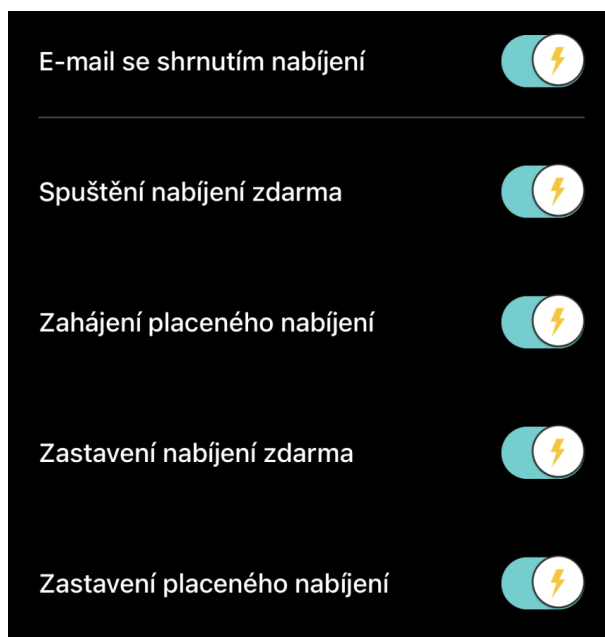 E-mail se shrnutím nabíjení
Spuštění nabíjení zdarma
Zahájení placeného nabíjení
Zastavení nabíjení zdarma
Zastavení placeného nabíjení